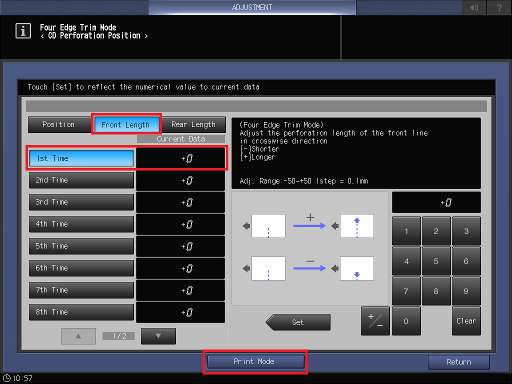 ADJUSTMENT
?
i
Four Edge Trim Mode
< CD Perforation Position >
Touch [Set] to reflect the numerical value to current data
Position
Front Length
Rear Length
Current Data
1st Time +0
2nd Time +0
3rd Time +0
4th Time +0
5th Time +0
6th Time +0
7th Time +0
8th Time +0
1/2
(Four Edge Trim Mode)
Adjust the perforation length of the front line
in crosswise direction
[-]Shorter
[+]Longer
Adj. Range:-50~+50 1step = 0.1mm
+
−
Set
+0
1 2 3
4 5 6
7 8 9
+/− 0 Clear
Print Mode
Return
10:57